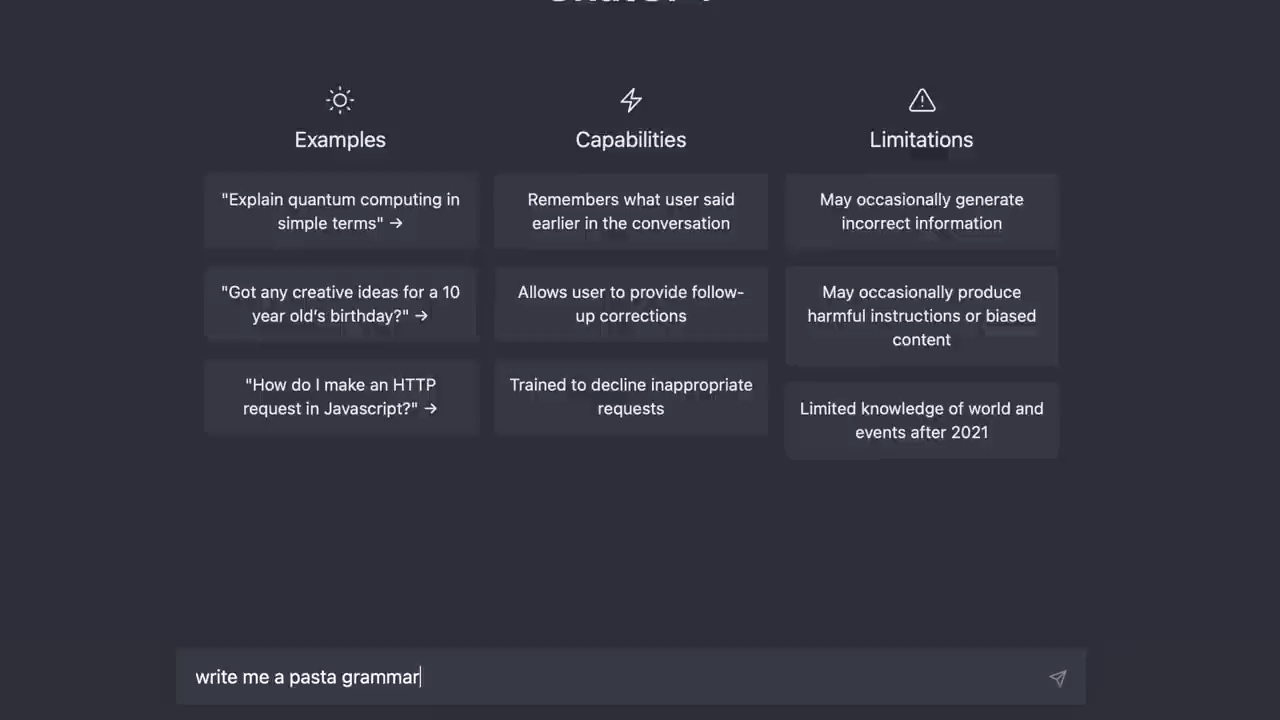 Examples
"Explain quantum computing in
simple terms" →
"Got any creative ideas for a 10
year old's birthday?" →
"How do I make an HTTP
request in Javascript?" →
Capabilities
Remembers what user said
earlier in the conversation
Allows user to provide follow-
up corrections
Trained to decline inappropriate
requests
Limitations
May occasionally generate
incorrect information
May occasionally produce
harmful instructions or biased
content
Limited knowledge of world and
events after 2021
write me a pasta grammar